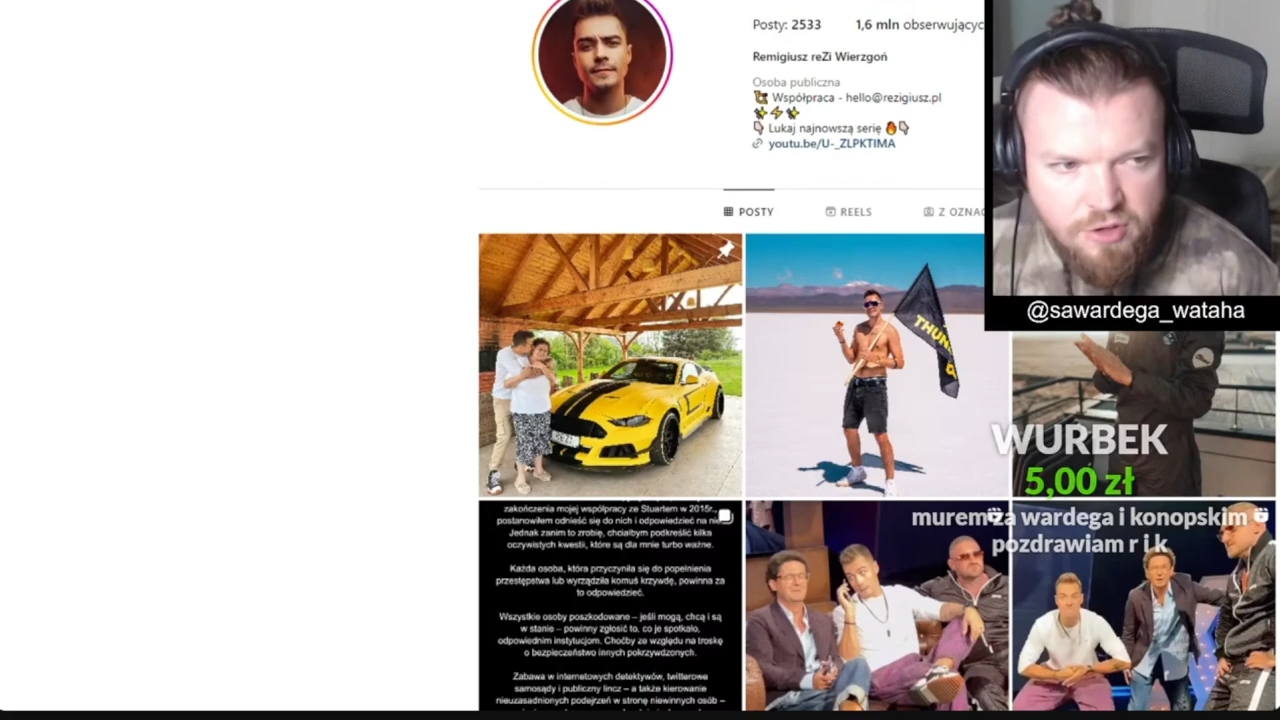 Posty: 2533
1,6 mln obserwujących
Remigiusz reZi Wierzgoń
Osoba publiczna
Współpraca - hello@rezigiusz.pl
Lukaj najnowszą serię
youtu.be/U-_ZLPKTIMA
POSTY
REELS
Z OZNAC
@sawardega_wataha
THUN
WURBEK
5,00 zł
murem za wardega i konopskim
pozdrawiam r i k
zakończenia mojej współpracy ze Stuartem w 2015r.,
postanowiłem odnieść się do nich i odpowiedzieć na nie.
Jednak zanim to zrobię, chciałbym podkreślić kilka
oczywistych kwestii, które są dla mnie turbo ważne.
Każda osoba, która przyczyniła się do popełnienia
przestępstwa lub wyrządziła komuś krzywdę, powinna za
to odpowiedzieć.
Wszystkie osoby poszkodowane – jeśli mogą, chcą i są
w stanie – powinny zgłosić to, co je spotkało,
odpowiednim instytucjom. Choćby ze względu na troskę
o bezpieczeństwo innych pokrzywdzonych.
Zabawa w internetowych detektywów, twitterowe
samosądy i publiczny lincz – a także kierowanie
nieuzasadnionych podejrzeń w stronę niewinnych osób –